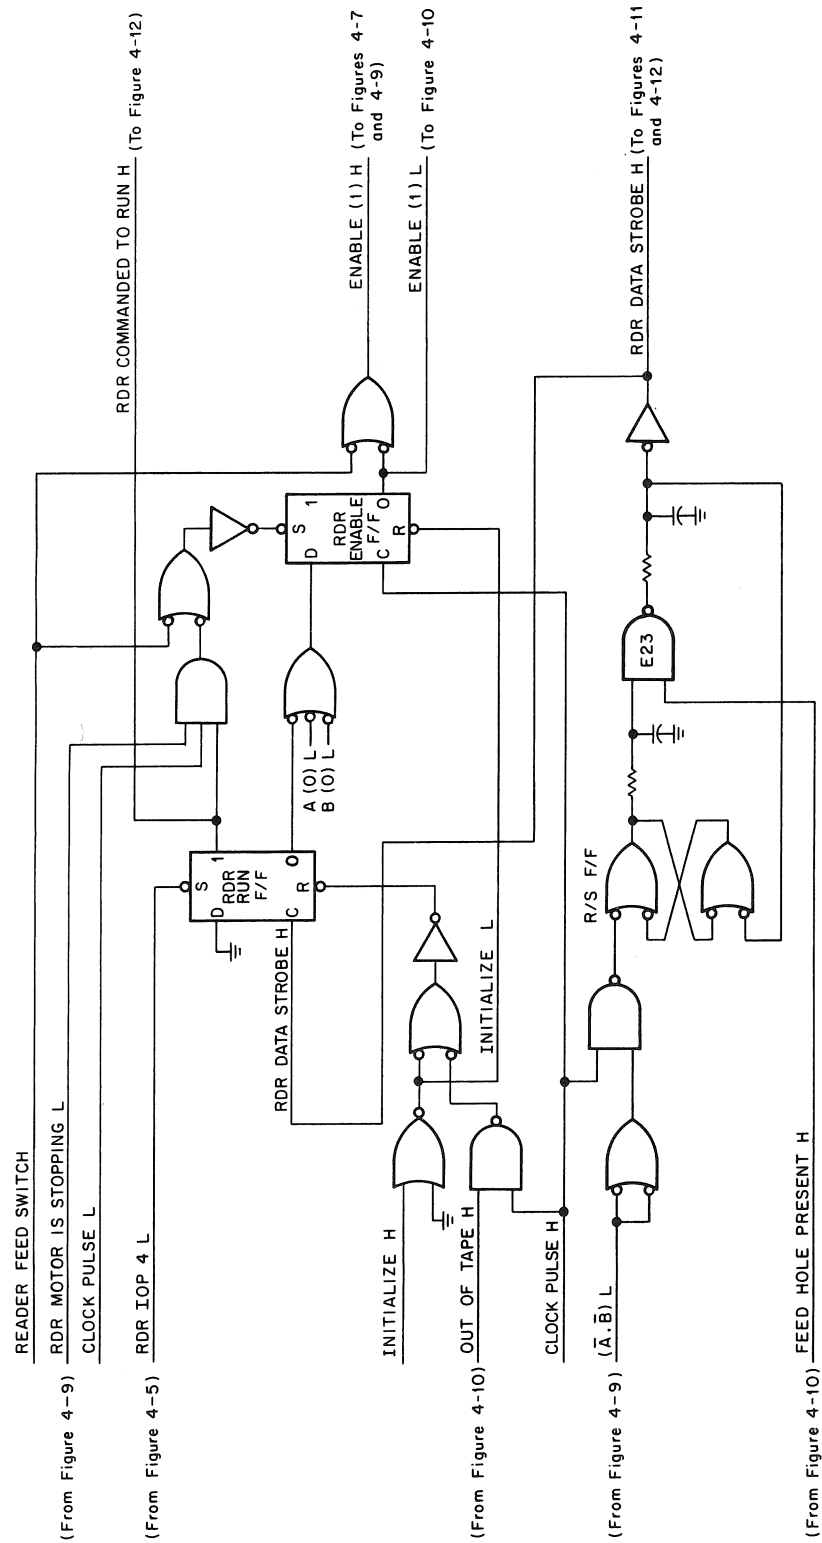 READER FEED SWITCH
(From Figure 4-9) RDR MOTOR IS STOPPING L
CLOCK PULSE L
(From Figure 4-5) RDR IOP 4 L
RDR COMMANDED TO RUN H (To Figure 4-12)
D S 1
RDR
RUN
F/F
C R 0
A (0) L
B (0) L
D S 1
RDR
ENABLE
F/F
C R 0
ENABLE (1) H (To Figures 4-7
and 4-9)
ENABLE (1) L (To Figure 4-10)
RDR DATA STROBE H
INITIALIZE H
INITIALIZE L
(From Figure 4-10) OUT OF TAPE H
CLOCK PULSE H
(From Figure 4-9) (A̅.B̅) L
R/S F/F
E23
RDR DATA STROBE H (To Figures 4-11
and 4-12)
(From Figure 4-10) FEED HOLE PRESENT H